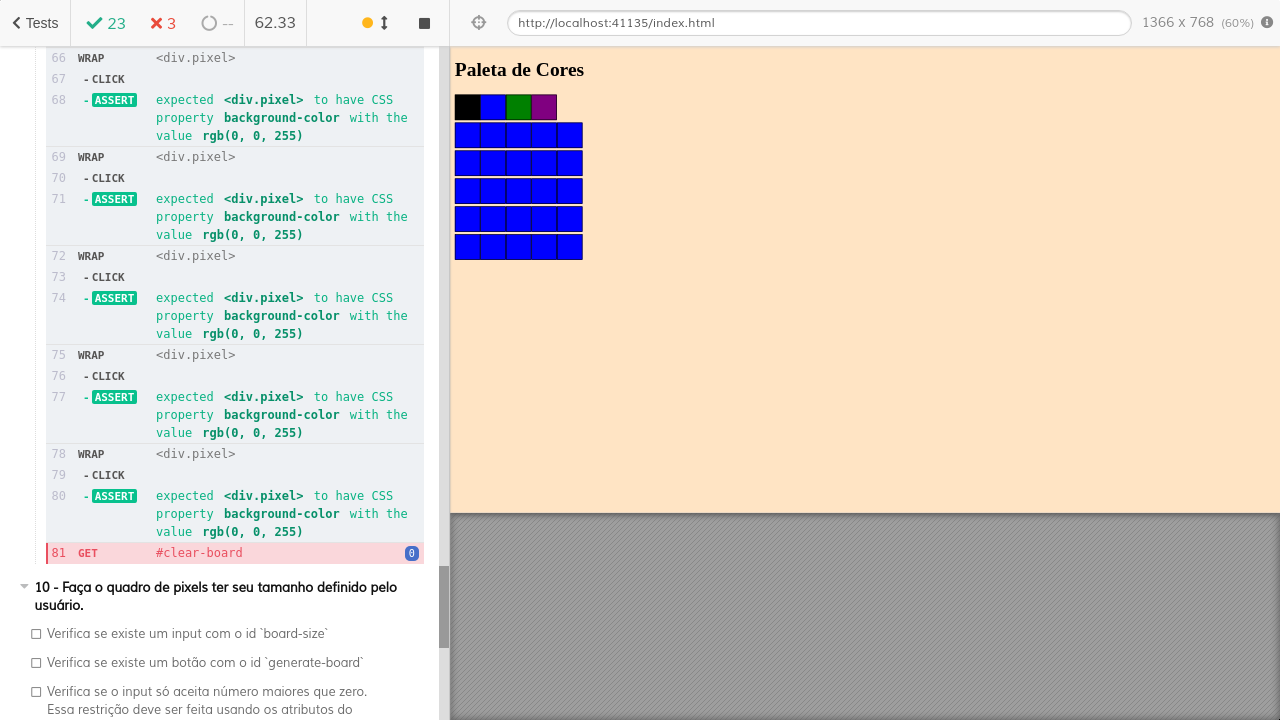 Tests 23 3 -- 62.33 http://localhost:41135/index.html 1366 x 768 (60%)
66 WRAP <div.pixel>
67 -CLICK
68 -ASSERT expected <div.pixel> to have CSS
property background-color with the
value rgb(0, 0, 255)
69 WRAP <div.pixel>
70 -CLICK
71 -ASSERT expected <div.pixel> to have CSS
property background-color with the
value rgb(0, 0, 255)
72 WRAP <div.pixel>
73 -CLICK
74 -ASSERT expected <div.pixel> to have CSS
property background-color with the
value rgb(0, 0, 255)
75 WRAP <div.pixel>
76 -CLICK
77 -ASSERT expected <div.pixel> to have CSS
property background-color with the
value rgb(0, 0, 255)
78 WRAP <div.pixel>
79 -CLICK
80 -ASSERT expected <div.pixel> to have CSS
property background-color with the
value rgb(0, 0, 255)
81 GET #clear-board 0
10 - Faça o quadro de pixels ter seu tamanho definido pelo
usuário.
Verifica se existe um input com o id `board-size`
Verifica se existe um botão com o id `generate-board`
Verifica se o input só aceita número maiores que zero.
Essa restrição deve ser feita usando os atributos do
Paleta de Cores